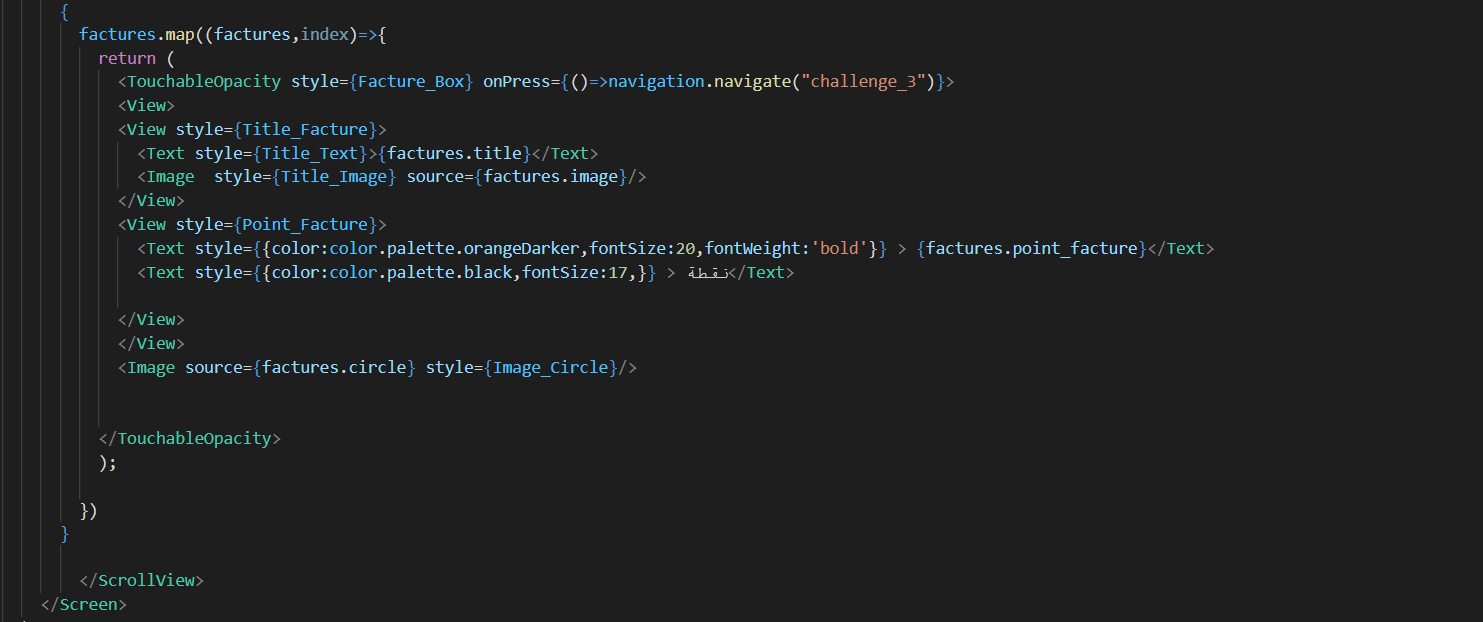 {
factures.map((factures,index)=>{
return (
<TouchableOpacity style={Facture_Box} onPress={()=>navigation.navigate("challenge_3")}>
<View>
<View style={Title_Facture}>
<Text style={Title_Text}>{factures.title}</Text>
<Image  style={Title_Image} source={factures.image}/>
</View>
<View style={Point_Facture}>
<Text style={{color:color.palette.orangeDarker,fontSize:20,fontWeight:'bold'}} > {factures.point_facture}</Text>
<Text style={{color:color.palette.black,fontSize:17,}} > نقطة</Text>
</View>
</View>
<Image source={factures.circle} style={Image_Circle}/>
</TouchableOpacity>
);
})
}
</ScrollView>
</Screen>